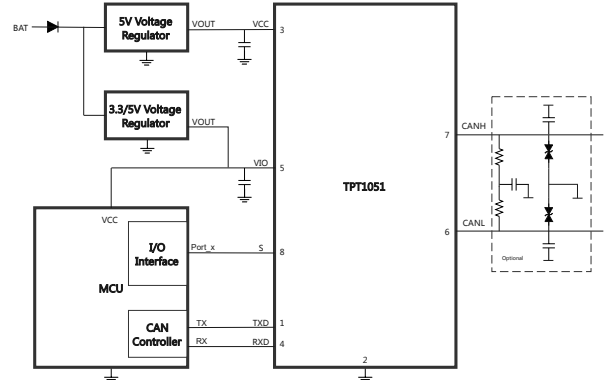 5V Voltage
Regulator
BAT
VOUT
VCC
3
3.3/5V Voltage
Regulator
VOUT
VIO
5
VCC
I/O
Interface
Port_x
S
8
MCU
CAN
Controller
TX
TXD
1
RX
RXD
4
TPT1051
2
7
CANH
6
CANL
Optional